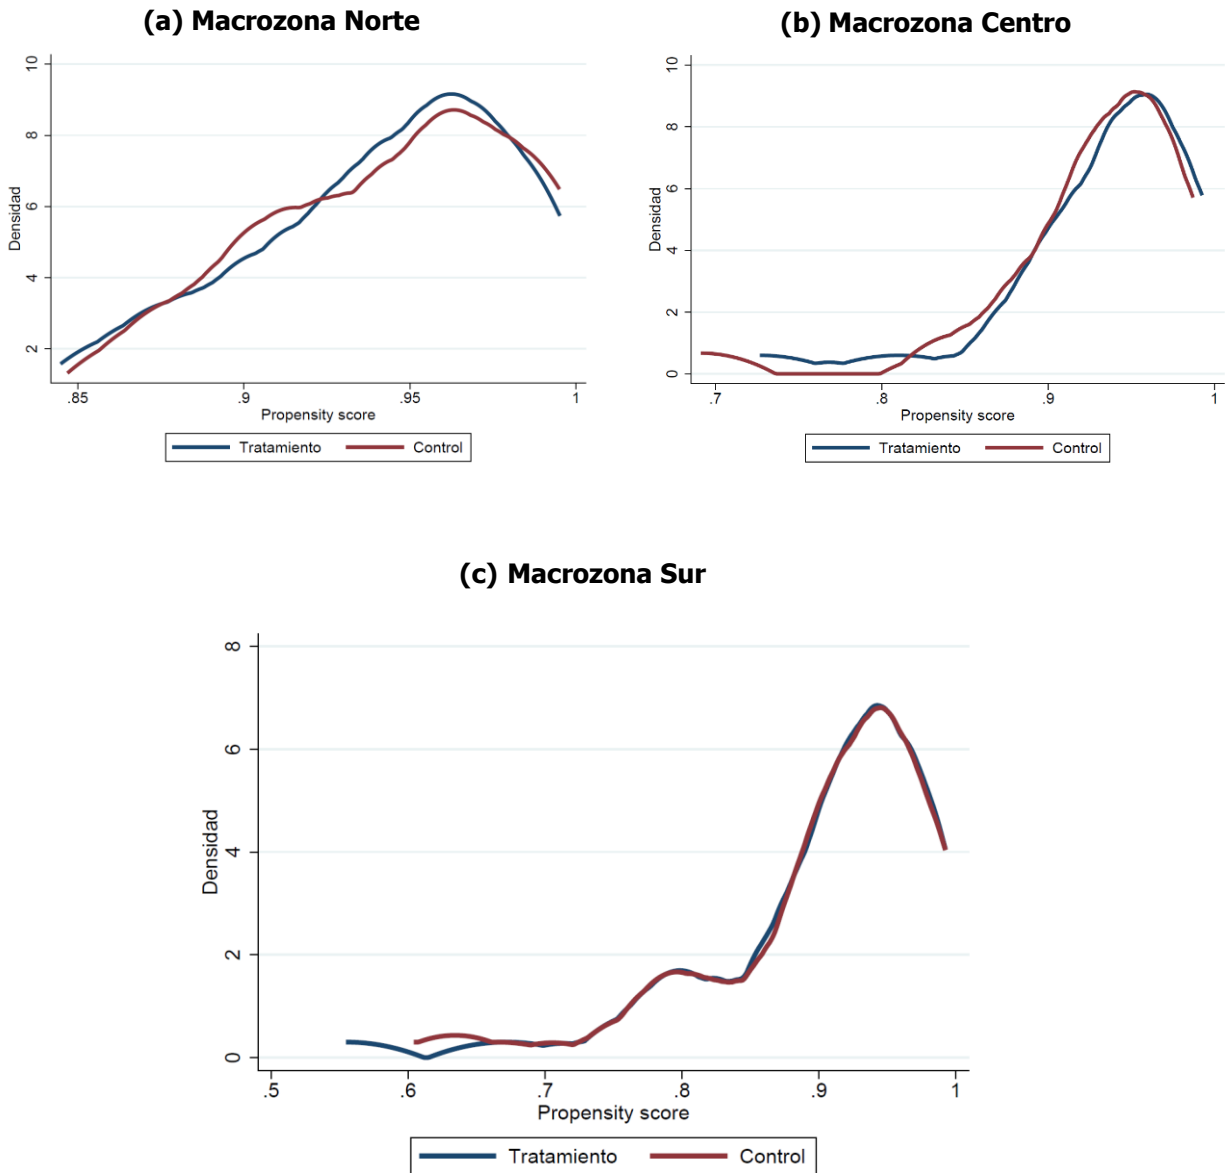 (a) Macrozona Norte
10
8
6
4
2
Densidad
.85 .9 .95 1
Propensity score
Tratamiento Control
(b) Macrozona Centro
10
8
6
4
2
0
Densidad
.7 .8 .9 1
Propensity score
Tratamiento Control
(c) Macrozona Sur
8
6
4
2
0
Densidad
.5 .6 .7 .8 .9 1
Propensity score
Tratamiento Control